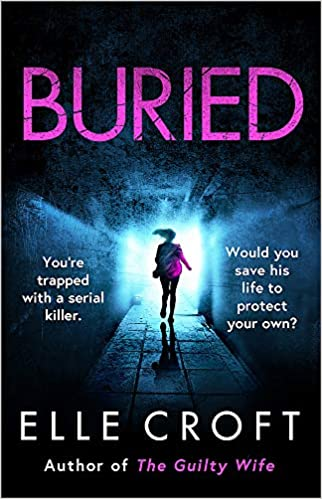 BURIED
You're
trapped
with a serial
killer.
Would you
save his
life to
protect
your own?
ELLE CROFT
Author of The Guilty Wife